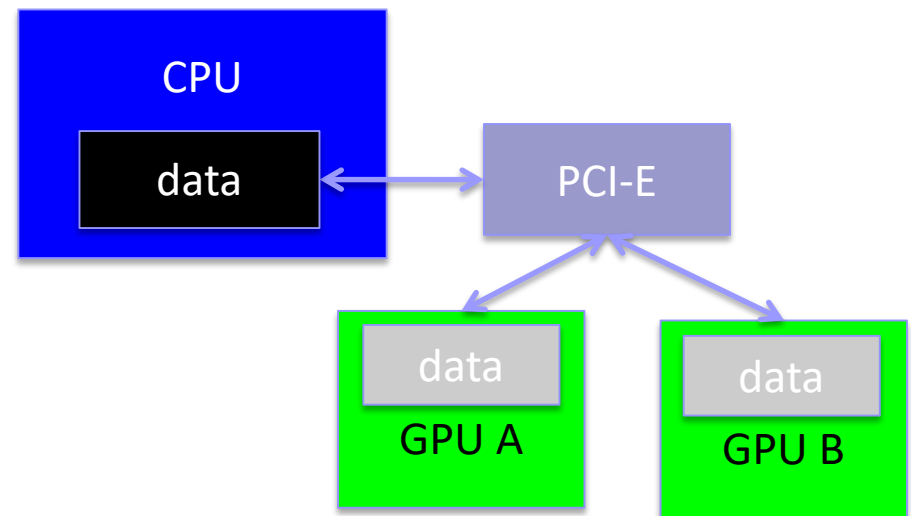 CPU
data
PCI-E
data
GPU A
data
GPU B